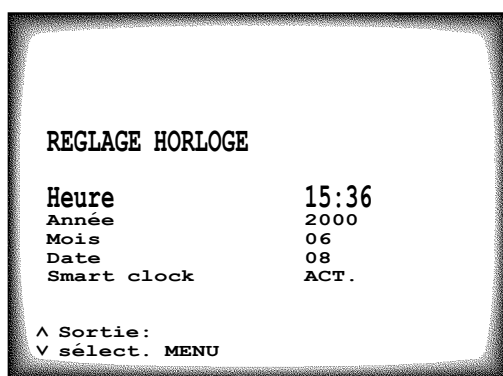 REGLAGE HORLOGE
Heure 15:36
Année 2000
Mois 06
Date 08
Smart clock ACT.
∧ Sortie:
∨ sélect. MENU